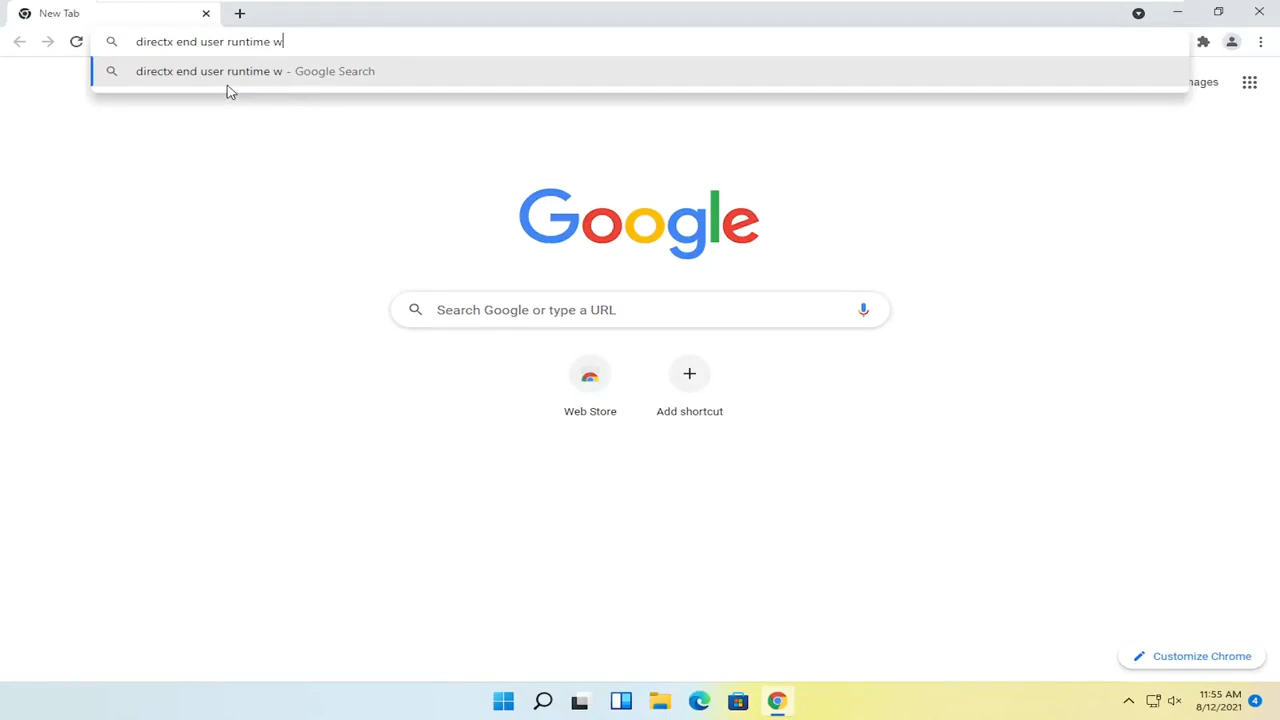 New Tab
directx end user runtime w
directx end user runtime w - Google Search
ages
Google
Search Google or type a URL
Web Store
Add shortcut
Customize Chrome
11:55 AM
8/12/2021
4